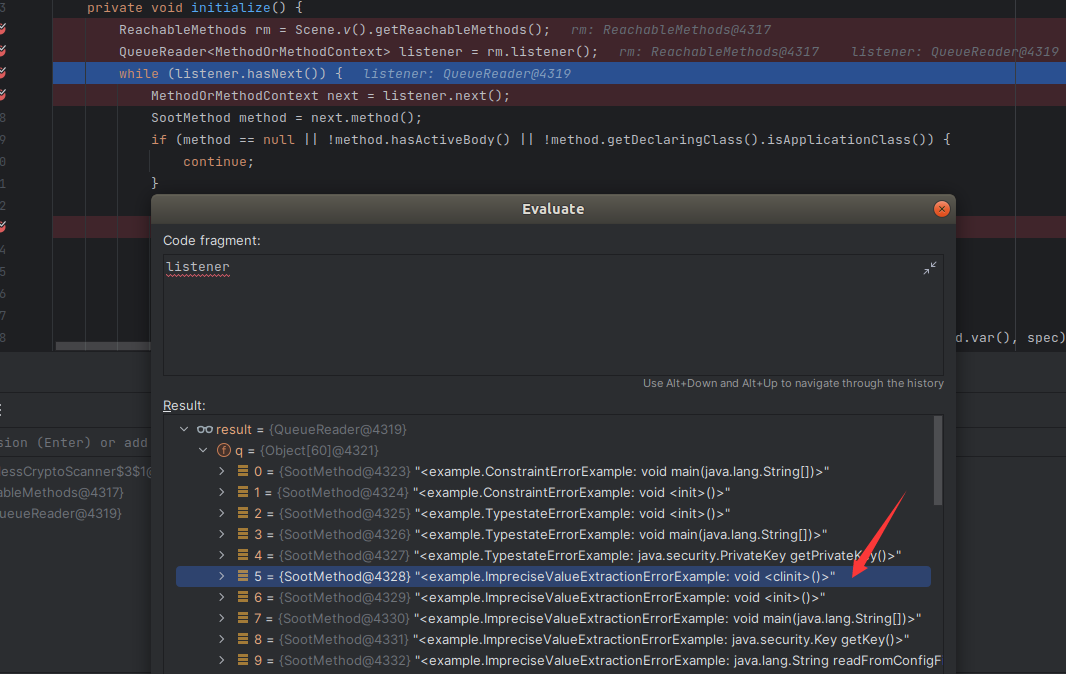 3 private void initialize() {
ReachableMethods rm = Scene.v().getReachableMethods(); rm: ReachableMethods@4317
QueueReader<MethodOrMethodContext> listener = rm.listener(); rm: ReachableMethods@4317 listener: QueueReader@4319
while (listener.hasNext()) { listener: QueueReader@4319
MethodOrMethodContext next = listener.next();
8 SootMethod method = next.method();
9 if (method == null || !method.hasActiveBody() || !method.getDeclaringClass().isApplicationClass()) {
0 continue;
1 }
2
Evaluate
Code fragment:
4
listener
5
6
7
8 d.var(), spec)
Use Alt+Down and Alt+Up to navigate through the history
Result:
result = {QueueReader@4319}
sion (Enter) or add
f q = {Object[60]@4321}
essCryptoScanner$3$1@
0 = {SootMethod@4323} "<example.ConstraintErrorExample: void main(java.lang.String[])>"
ableMethods@4317}
1 = {SootMethod@4324} "<example.ConstraintErrorExample: void <init>()>"
ueueReader@4319}
2 = {SootMethod@4325} "<example.TypestateErrorExample: void <init>()>"
3 = {SootMethod@4326} "<example.TypestateErrorExample: void main(java.lang.String[])>"
4 = {SootMethod@4327} "<example.TypestateErrorExample: java.security.PrivateKey getPrivateKey()>"
5 = {SootMethod@4328} "<example.ImpreciseValueExtractionErrorExample: void <clinit>()>"
6 = {SootMethod@4329} "<example.ImpreciseValueExtractionErrorExample: void <init>()>"
7 = {SootMethod@4330} "<example.ImpreciseValueExtractionErrorExample: void main(java.lang.String[])>"
8 = {SootMethod@4331} "<example.ImpreciseValueExtractionErrorExample: java.security.Key getKey()>"
9 = {SootMethod@4332} "<example.ImpreciseValueExtractionErrorExample: java.lang.String readFromConfigF